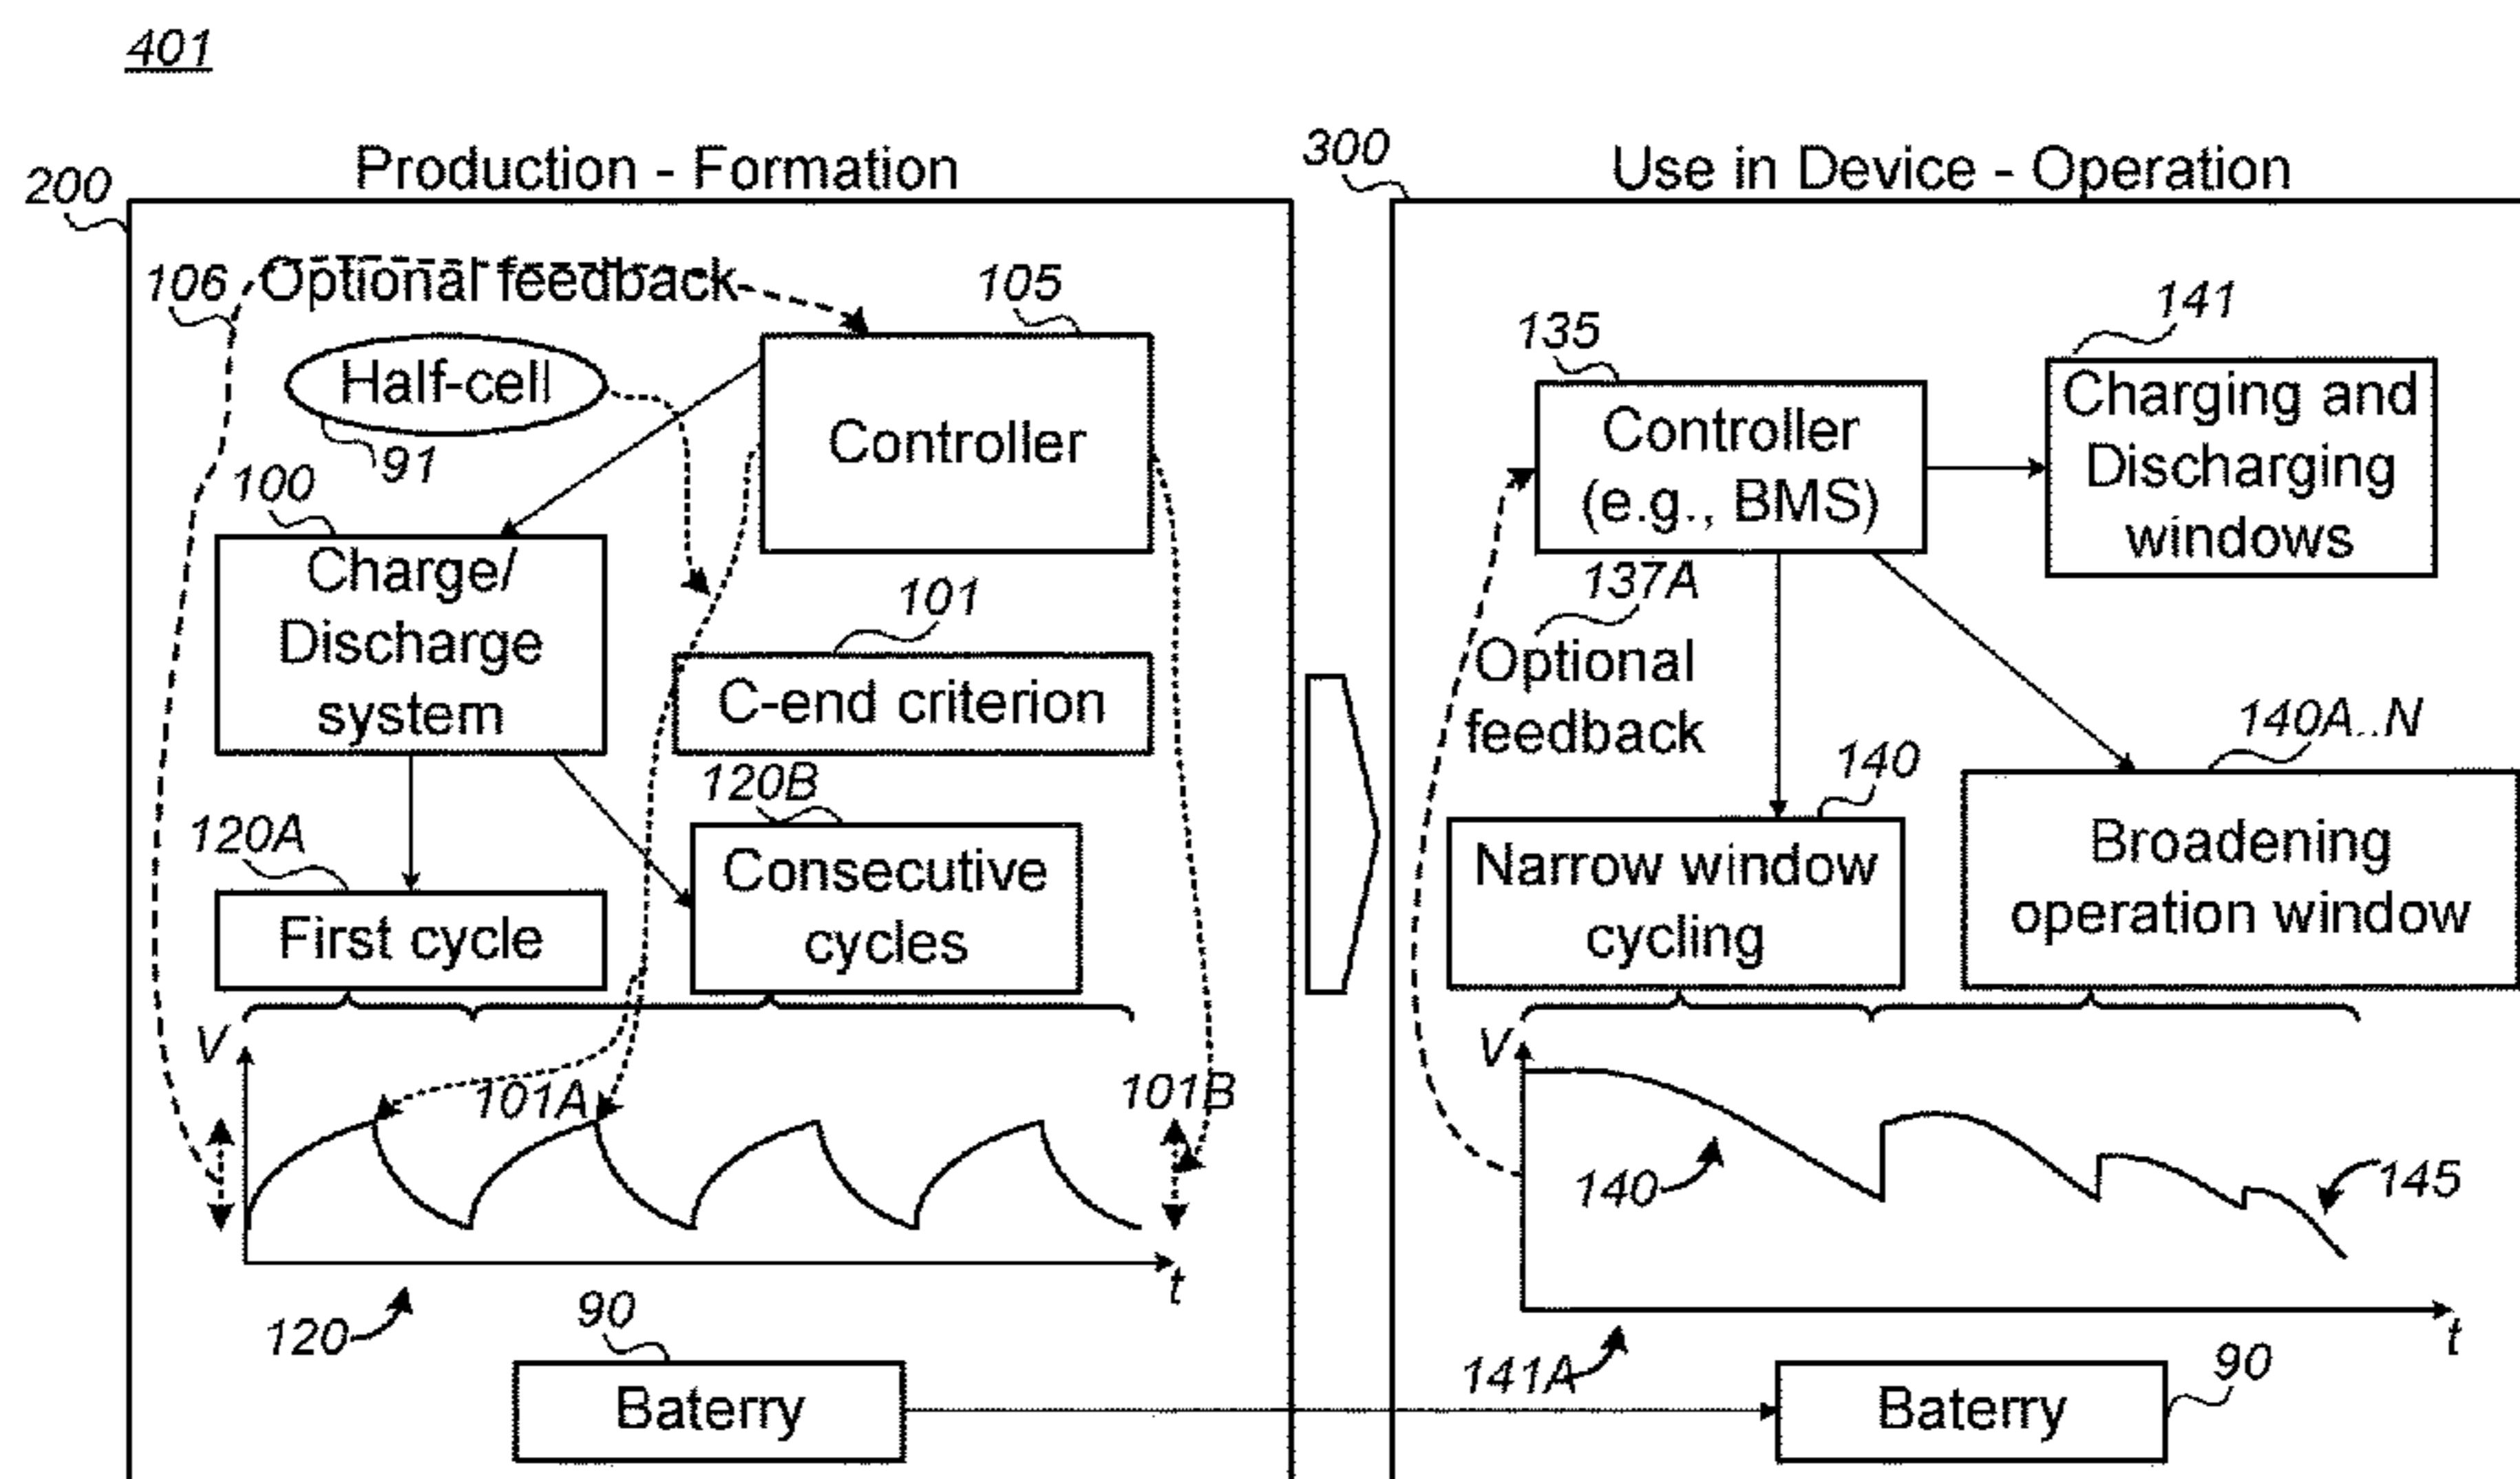 401
200
Production - Formation
300
Use in Device - Operation
106
Optional feedback
105
Half-cell
91
Controller
100
Charge/
Discharge
system
101
C-end criterion
120B
120A
Consecutive
cycles
First cycle
V
101A
101B
t
120
90
Baterry
135
141
Controller
(e.g., BMS)
Charging and
Discharging
windows
137A
Optional
feedback
140A..N
140
Narrow window
cycling
Broadening
operation window
V
140
145
t
141A
90
Baterry